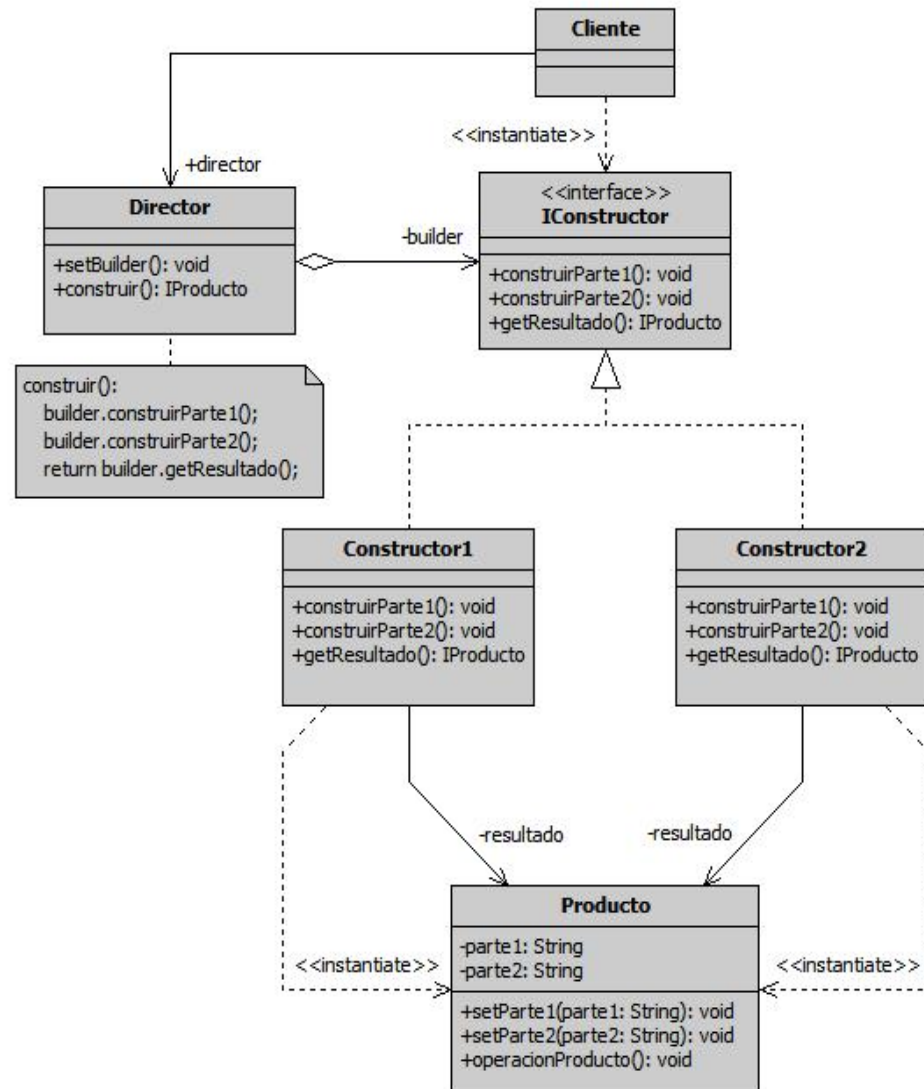 Cliente
<<instantiate>>
+director
Director
+setBuilder(): void
+construir(): IProducto
-builder
<<interface>>
IConstructor
+construirParte1(): void
+construirParte2(): void
+getResultado(): IProducto
construir():
builder.construirParte1();
builder.construirParte2();
return builder.getResultado();
Constructor1
+construirParte1(): void
+construirParte2(): void
+getResultado(): IProducto
Constructor2
+construirParte1(): void
+construirParte2(): void
+getResultado(): IProducto
-resultado
-resultado
<<instantiate>>
Producto
-parte1: String
-parte2: String
+setParte1(parte1: String): void
+setParte2(parte2: String): void
+operacionProducto(): void
<<instantiate>>